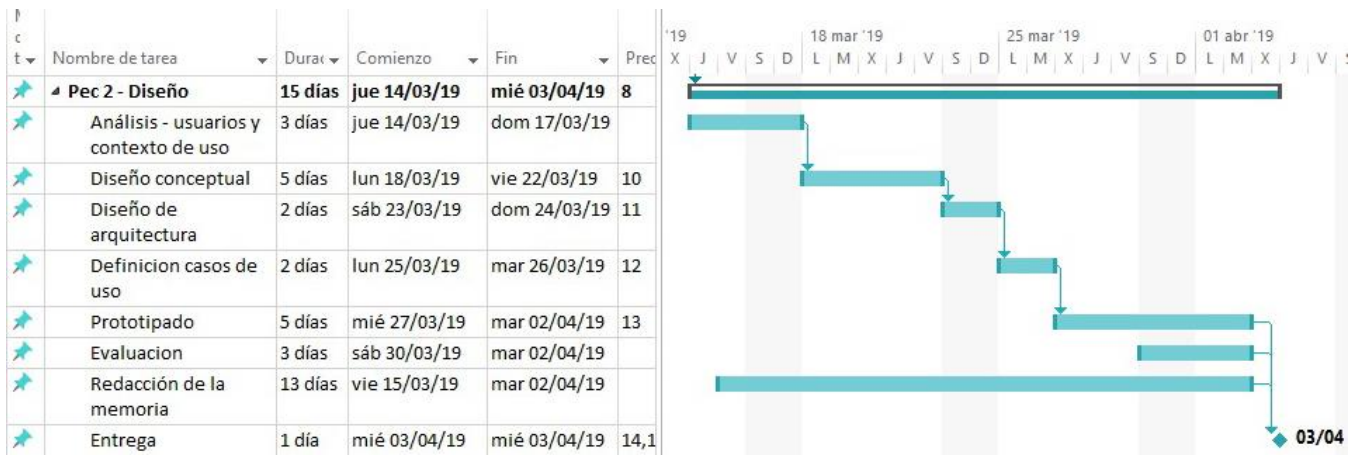 t Nombre de tarea Durac Comienzo Fin Pred
'19 18 mar '19 25 mar '19 01 abr '19
X J V S D L M X J V S D L M X J V S D L M X J V S
Pec 2 - Diseño 15 días jue 14/03/19 mié 03/04/19 8
Análisis - usuarios y contexto de uso 3 días jue 14/03/19 dom 17/03/19
Diseño conceptual 5 días lun 18/03/19 vie 22/03/19 10
Diseño de arquitectura 2 días sáb 23/03/19 dom 24/03/19 11
Definicion casos de uso 2 días lun 25/03/19 mar 26/03/19 12
Prototipado 5 días mié 27/03/19 mar 02/04/19 13
Evaluacion 3 días sáb 30/03/19 mar 02/04/19
Redacción de la memoria 13 días vie 15/03/19 mar 02/04/19
Entrega 1 día mié 03/04/19 mié 03/04/19 14,1
03/04